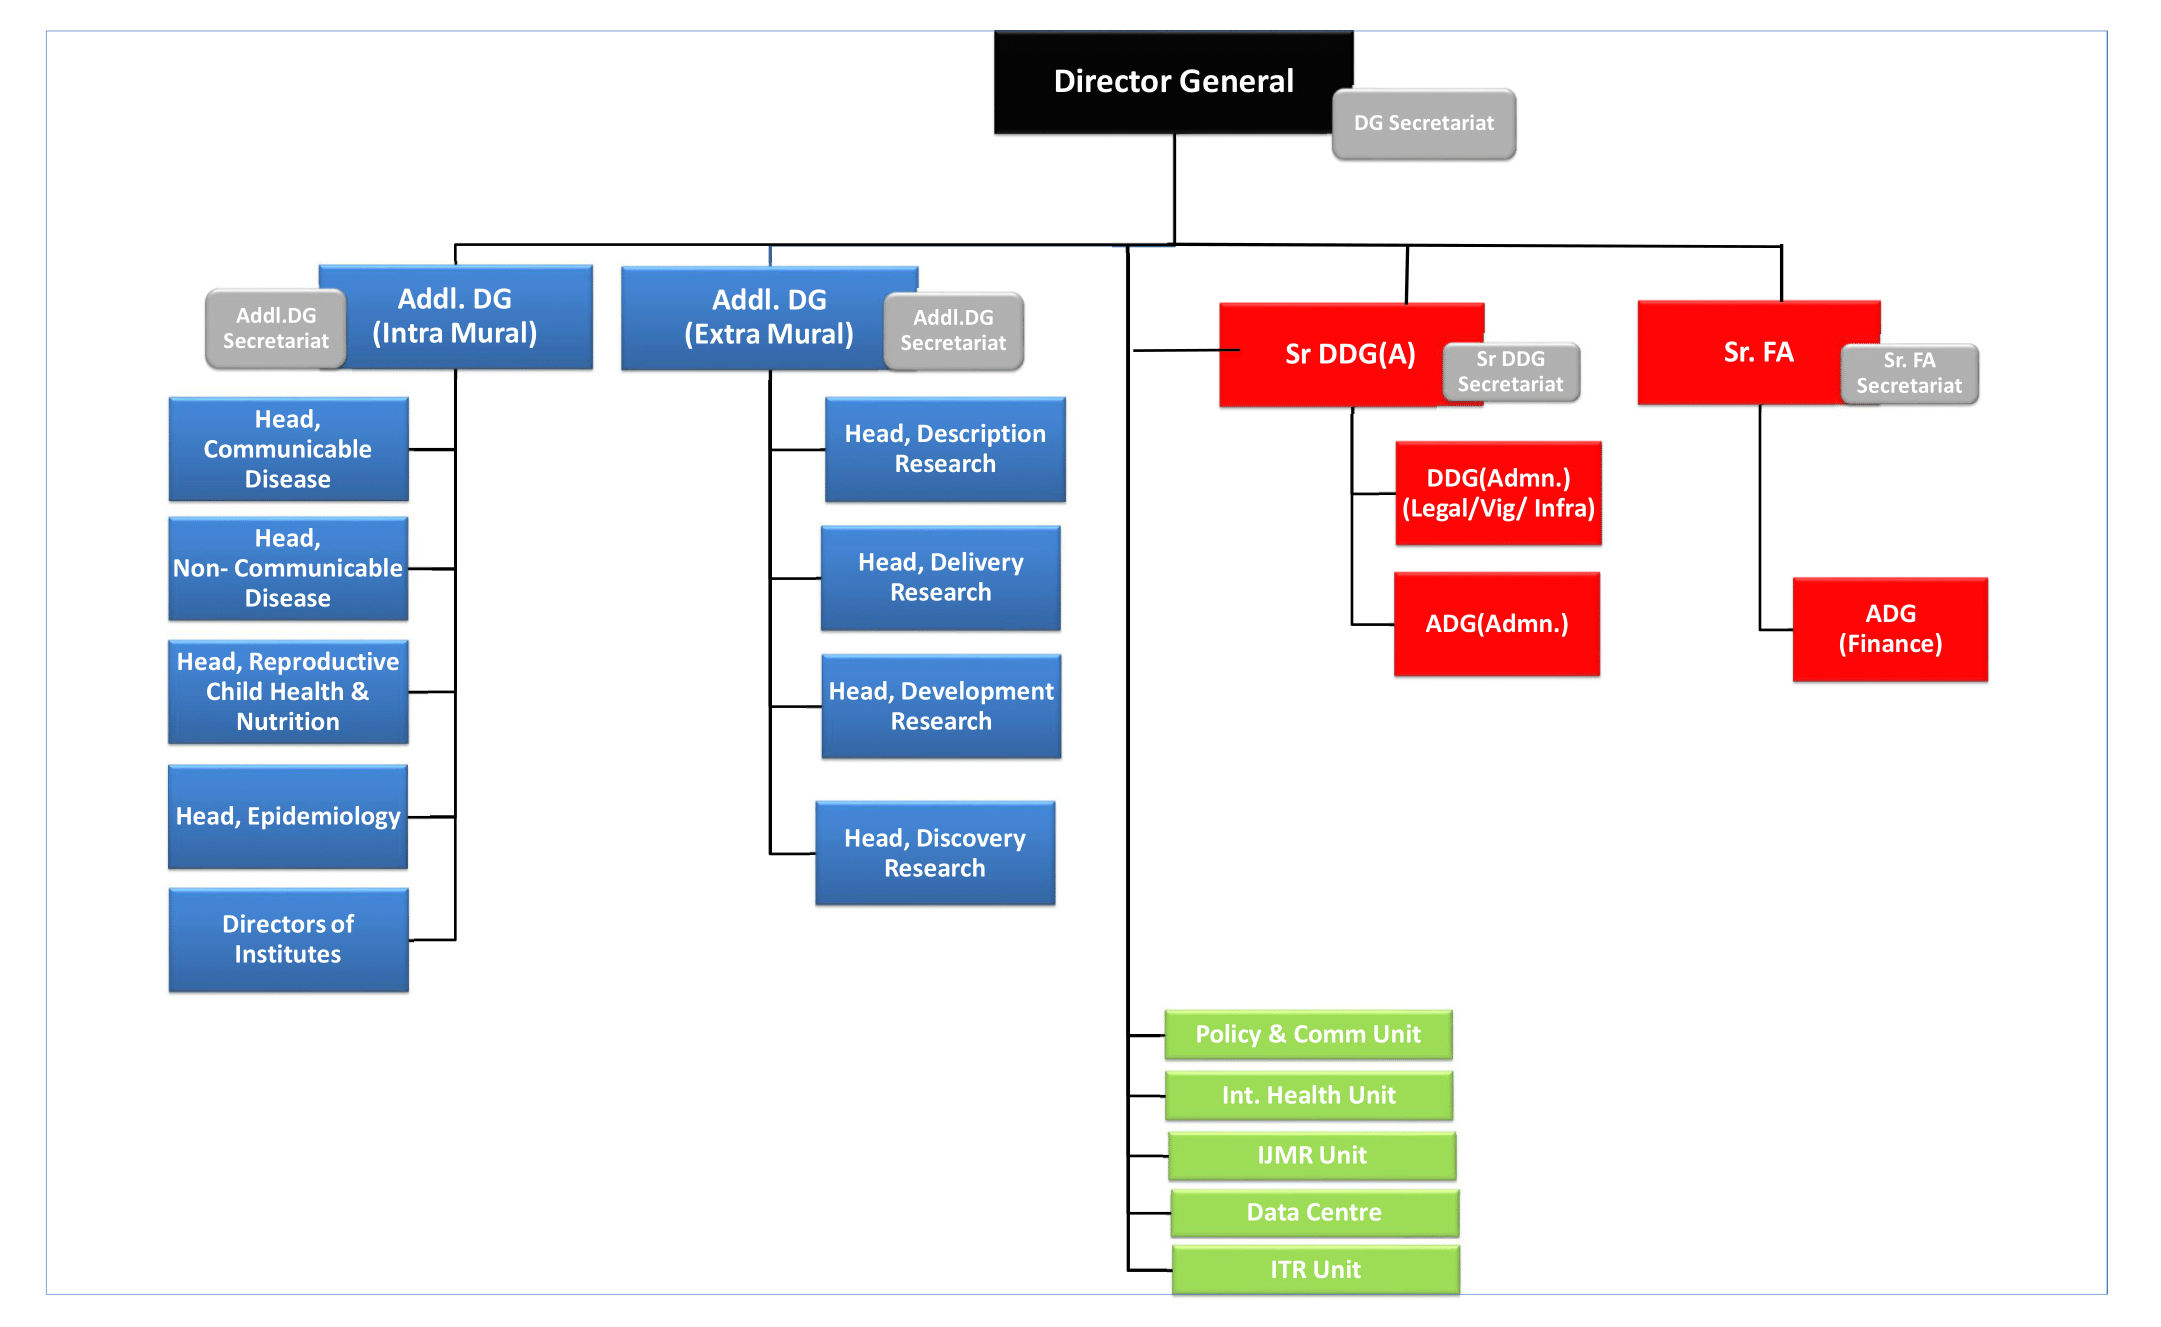 Director General
DG Secretariat
Addl.DG
Secretariat
Addl. DG
(Intra Mural)
Addl. DG
(Extra Mural)
Addl.DG
Secretariat
Sr DDG(A)
Sr DDG
Secretariat
Sr. FA
Sr. FA
Secretariat
Head,
Communicable
Disease
Head,
Non- Communicable
Disease
Head, Reproductive
Child Health &
Nutrition
Head, Epidemiology
Directors of
Institutes
Head, Description
Research
Head, Delivery
Research
Head, Development
Research
Head, Discovery
Research
DDG(Admn.)
(Legal/Vig/ Infra)
ADG(Admn.)
ADG
(Finance)
Policy & Comm Unit
Int. Health Unit
IJMR Unit
Data Centre
ITR Unit